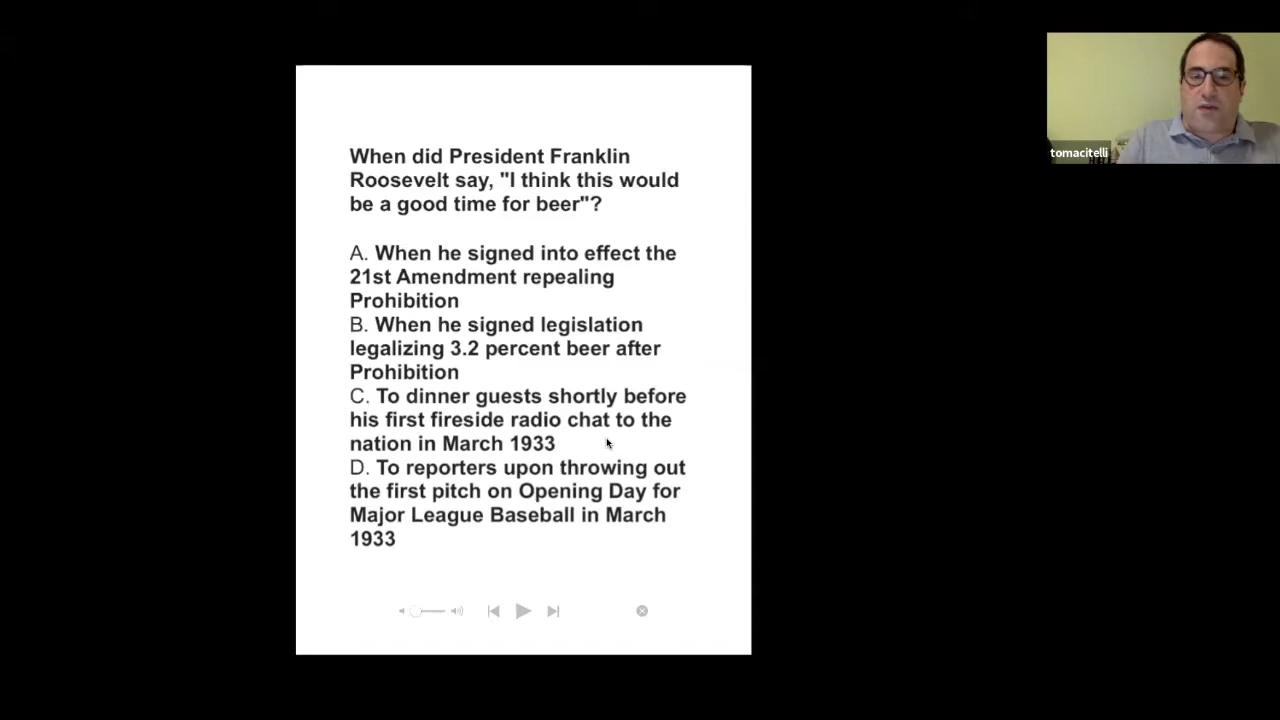 When did President Franklin
Roosevelt say, "I think this would
be a good time for beer"?
A. When he signed into effect the
21st Amendment repealing
Prohibition
B. When he signed legislation
legalizing 3.2 percent beer after
Prohibition
C. To dinner guests shortly before
his first fireside radio chat to the
nation in March 1933
D. To reporters upon throwing out
the first pitch on Opening Day for
Major League Baseball in March
1933
tomacitelli